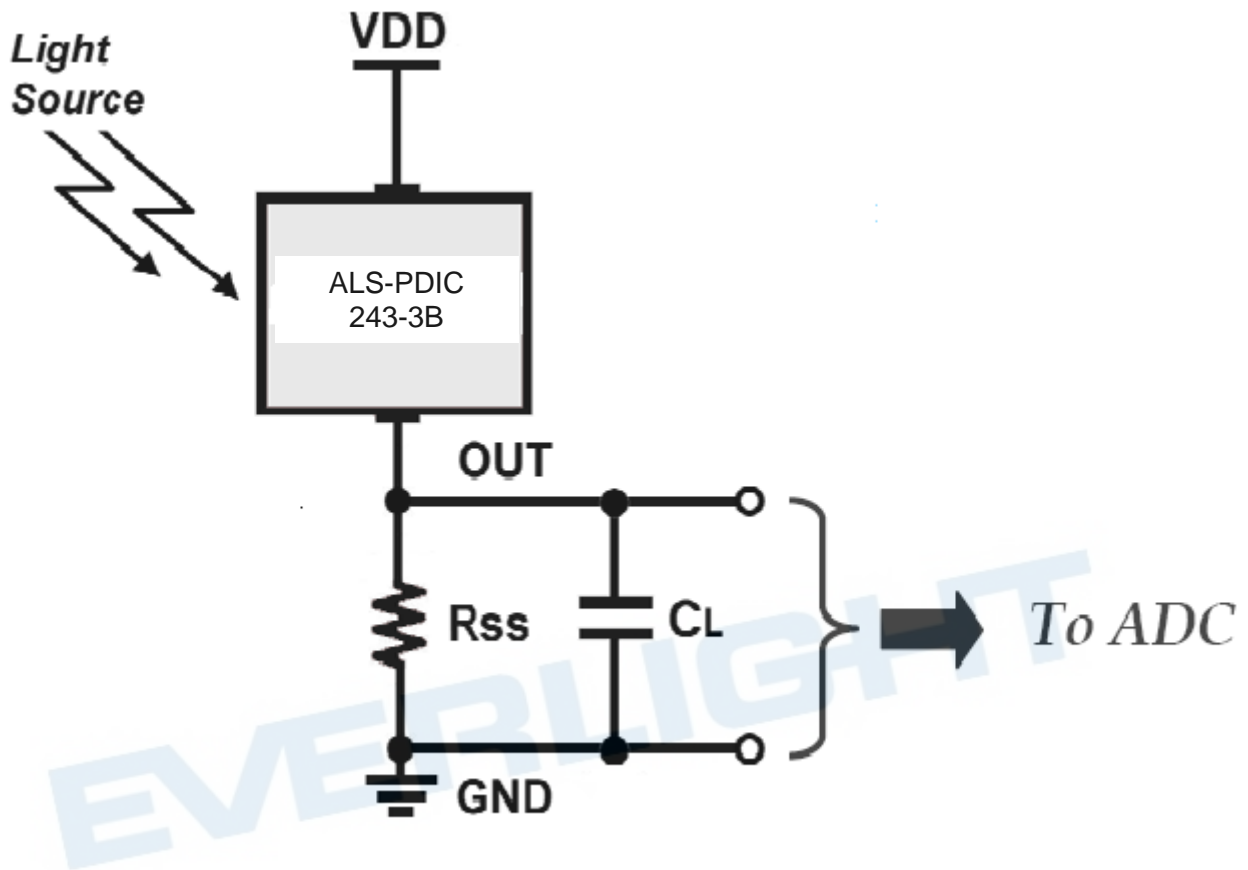 Light
Source
VDD
ALS-PDIC
243-3B
OUT
Rss
CL
To ADC
GND
EVERLIGHT